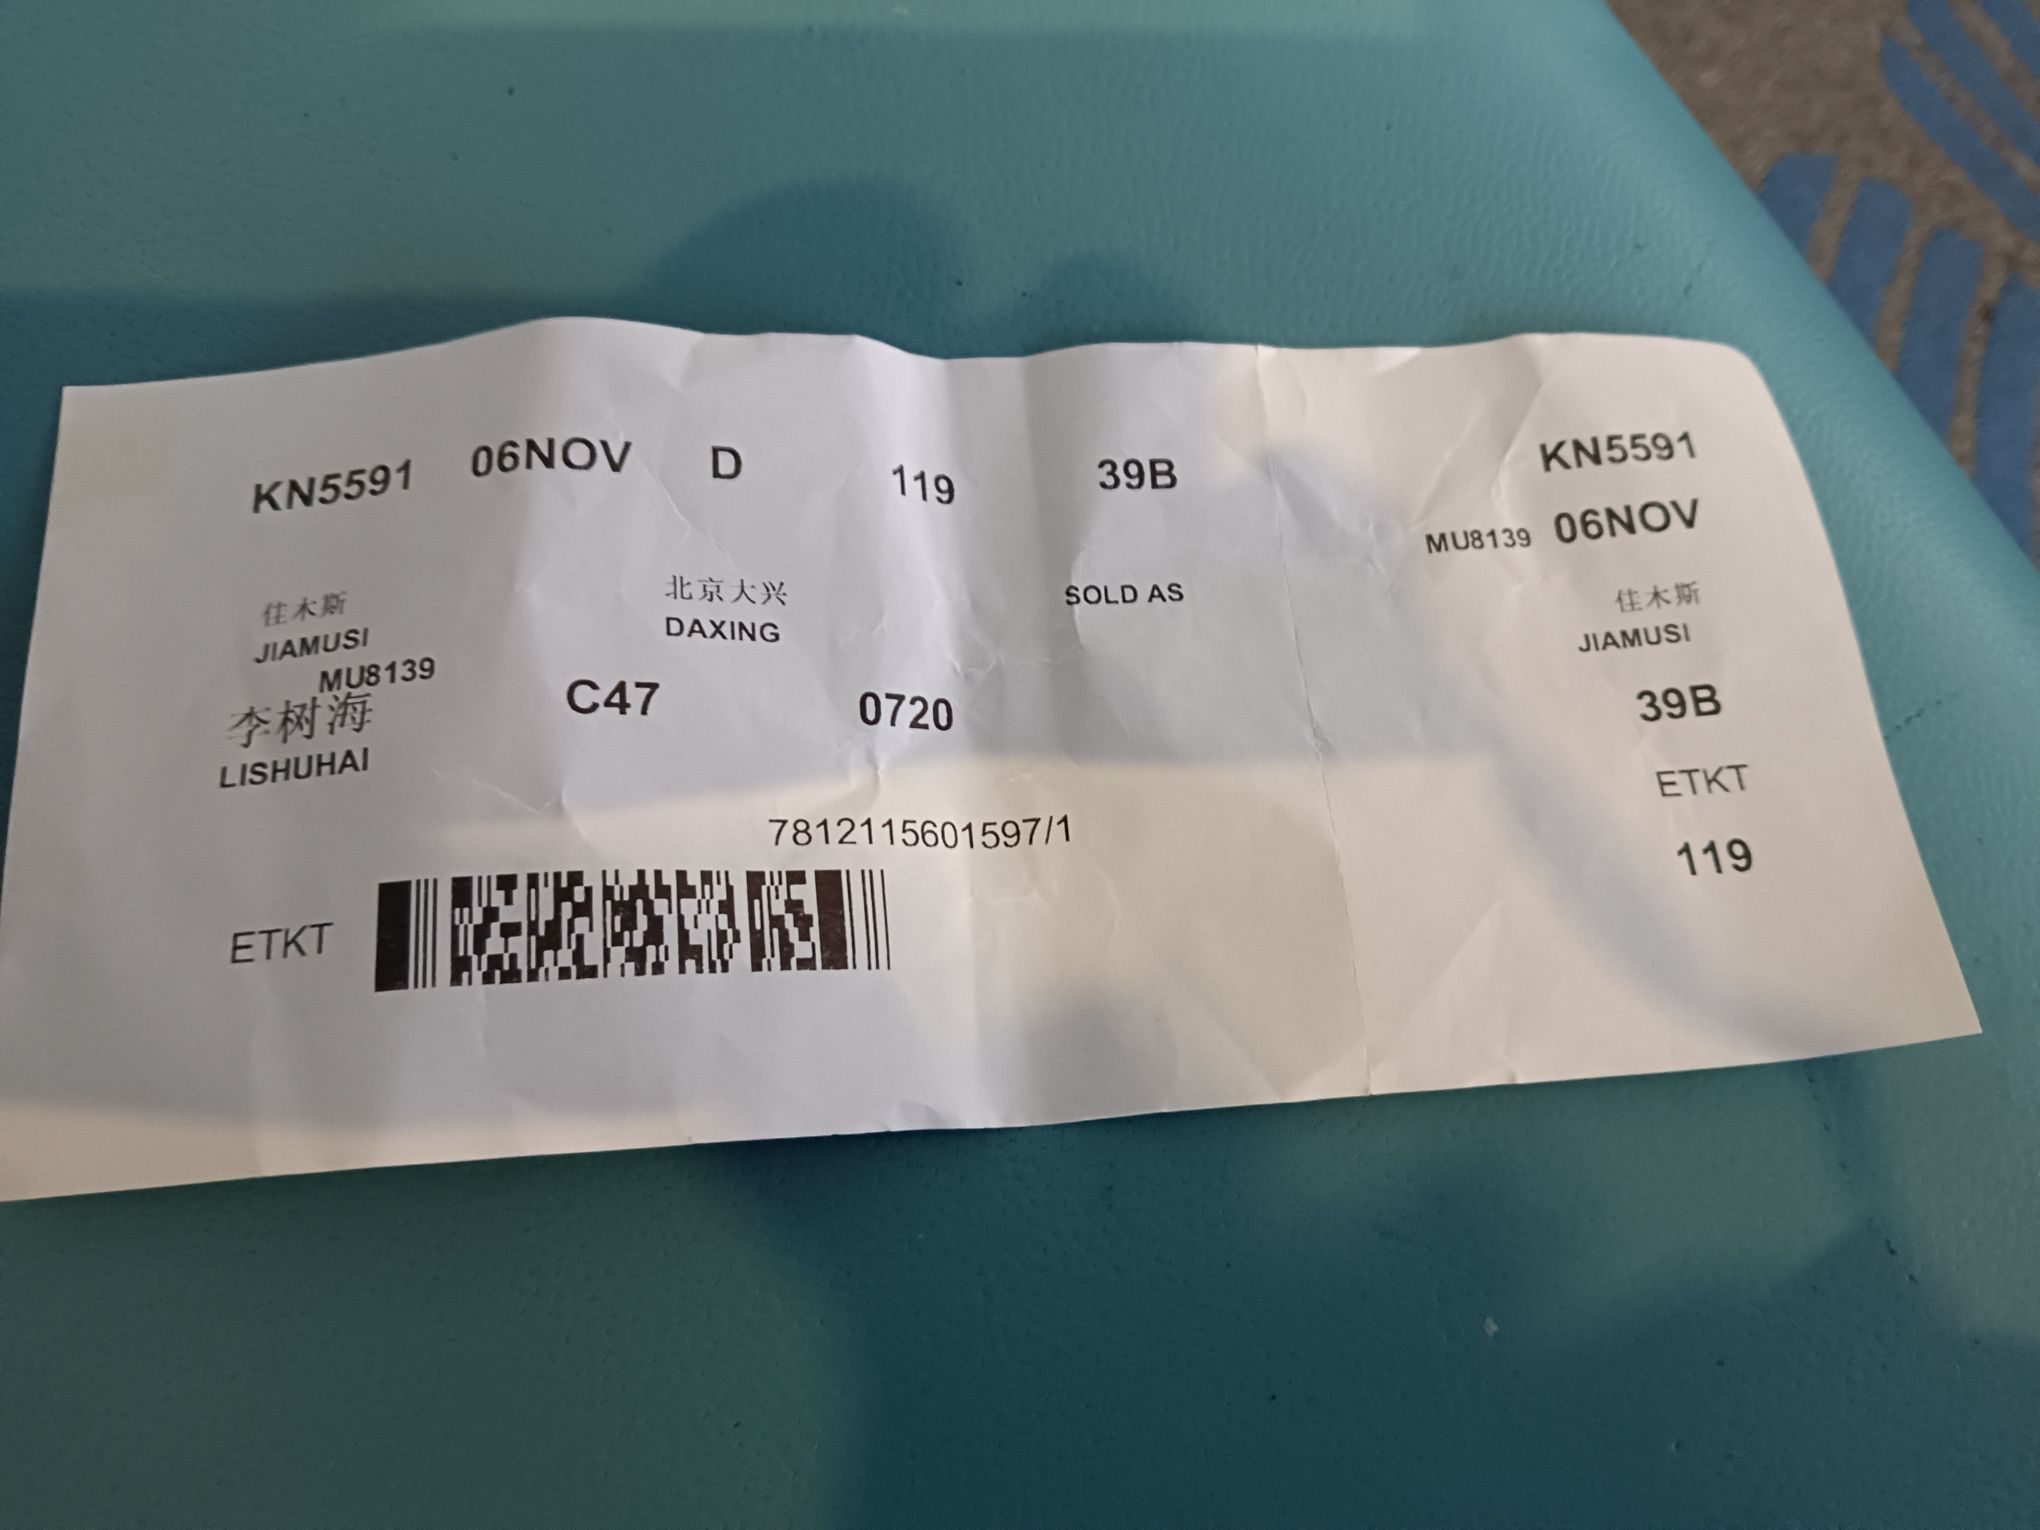 KN5591 06NOV D 119 39B
佳木斯 北京大兴 SOLD AS
JIAMUSI DAXING
MU8139
李树海 C47 0720
LISHUHAI
7812115601597/1
ETKT
KN5591
MU8139 06NOV
佳木斯
JIAMUSI
39B
ETKT
119